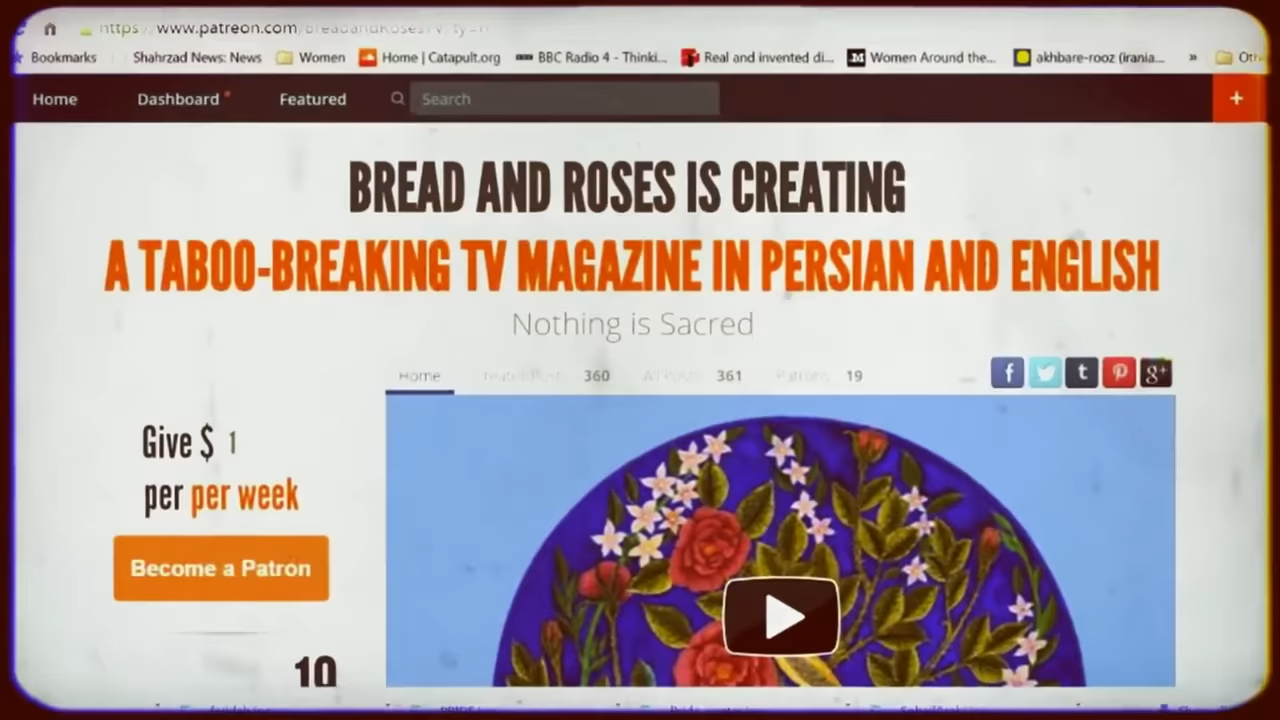 https www.patreon.com/BreadandRosesTV
Bookmarks Shahrzad News: News Women Home | Catapult.org BBC Radio 4 - Thinki... Real and invented di... Women Around the... akhbare-rooz (irania... »
Home Dashboard Featured Search +
BREAD AND ROSES IS CREATING
A TABOO-BREAKING TV MAGAZINE IN PERSIAN AND ENGLISH
Nothing is Sacred
Home 360 361 Patrons 19
f t g+
Give $ 1
per per week
Become a Patron
19